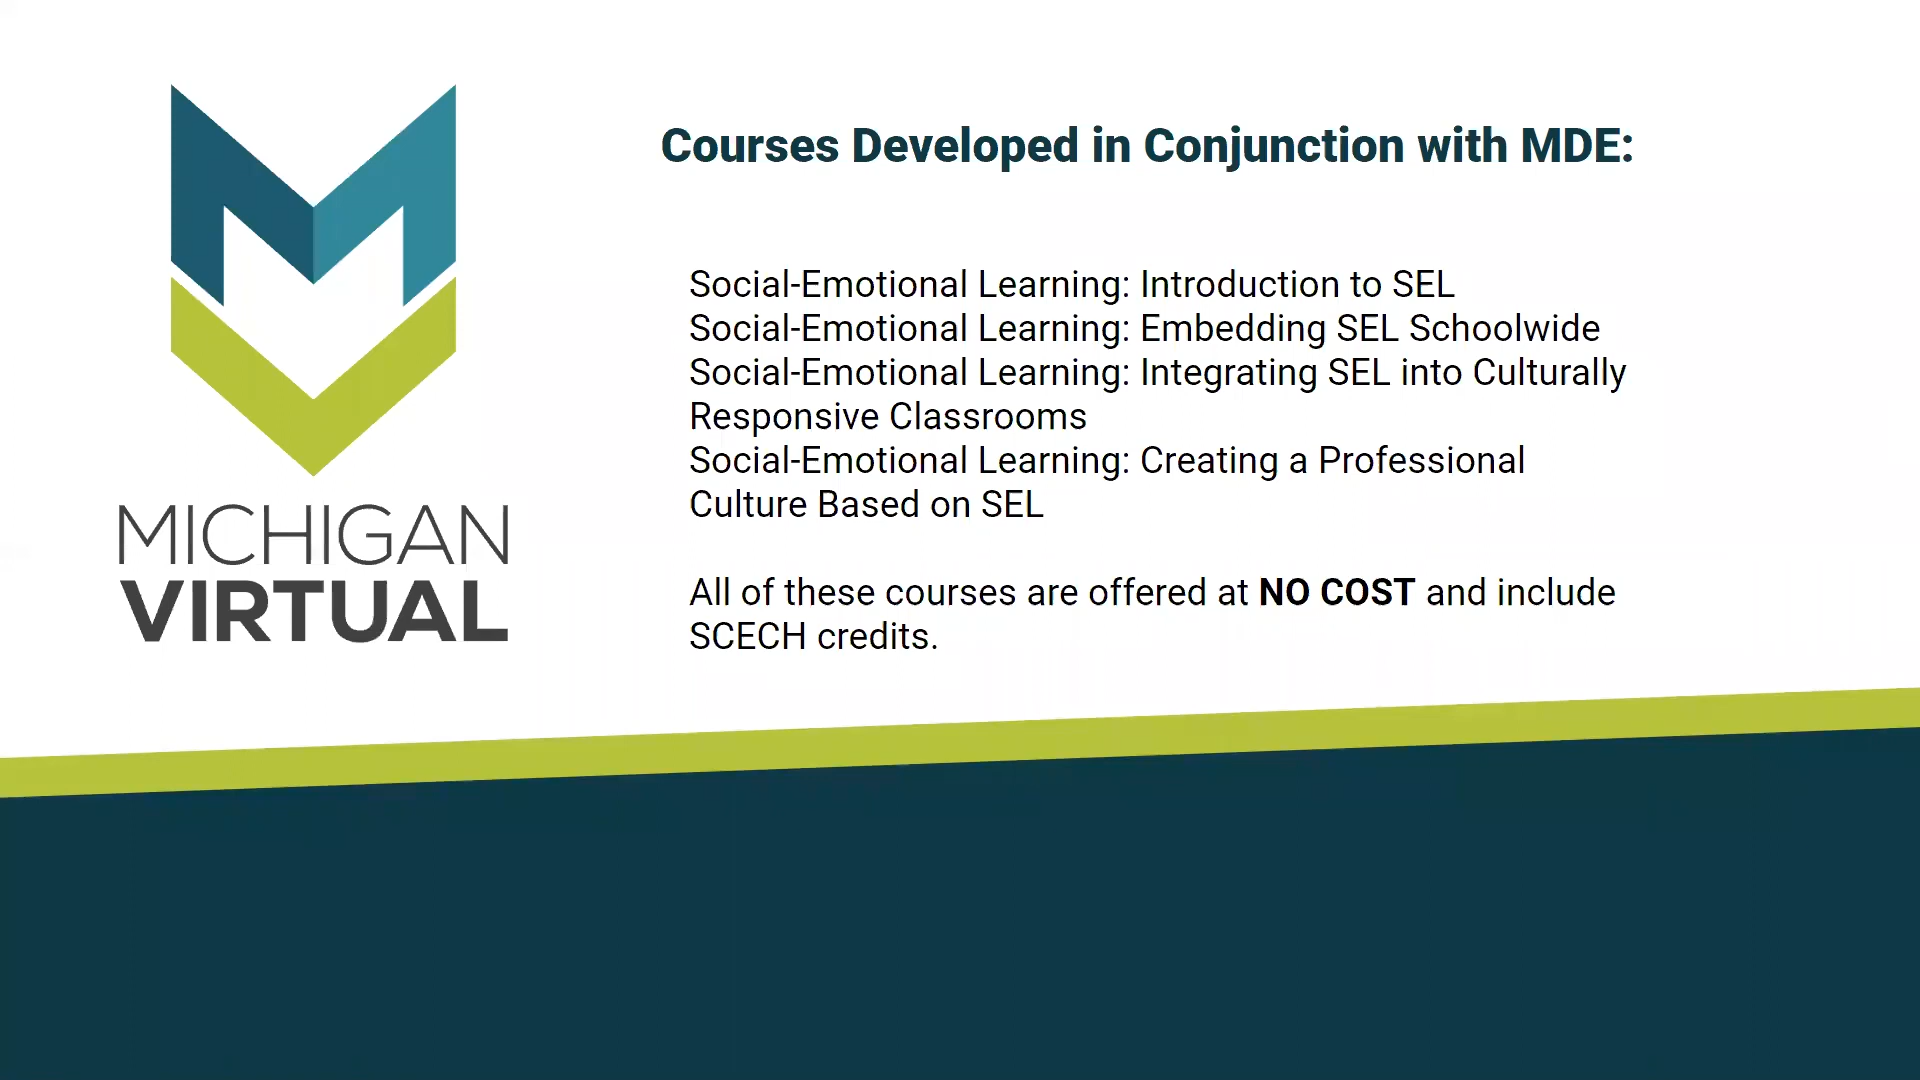 MICHIGAN
VIRTUAL
Courses Developed in Conjunction with MDE:
Social-Emotional Learning: Introduction to SEL
Social-Emotional Learning: Embedding SEL Schoolwide
Social-Emotional Learning: Integrating SEL into Culturally
Responsive Classrooms
Social-Emotional Learning: Creating a Professional
Culture Based on SEL
All of these courses are offered at NO COST and include
SCECH credits.